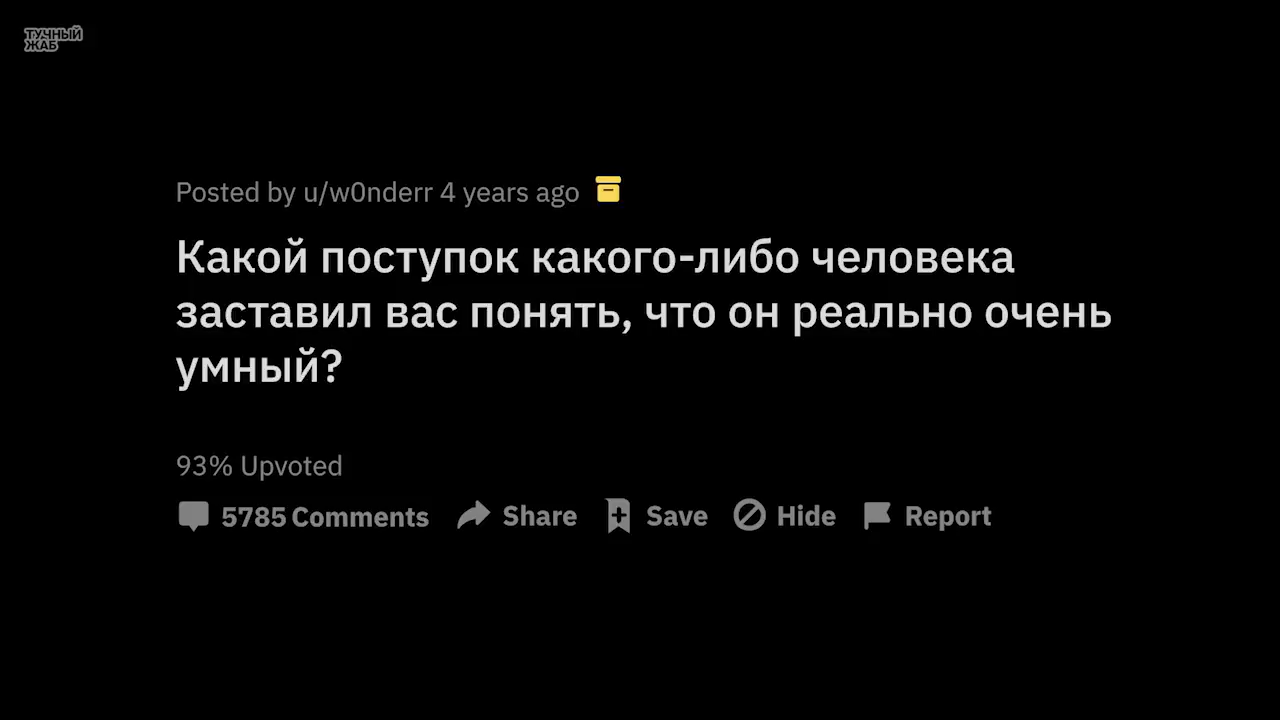 ТУЧНЫЙ
ЖАБ
Posted by u/w0nderr 4 years ago
Какой поступок какого-либо человека
заставил вас понять, что он реально очень
умный?
93% Upvoted
5785 Comments Share Save Hide Report